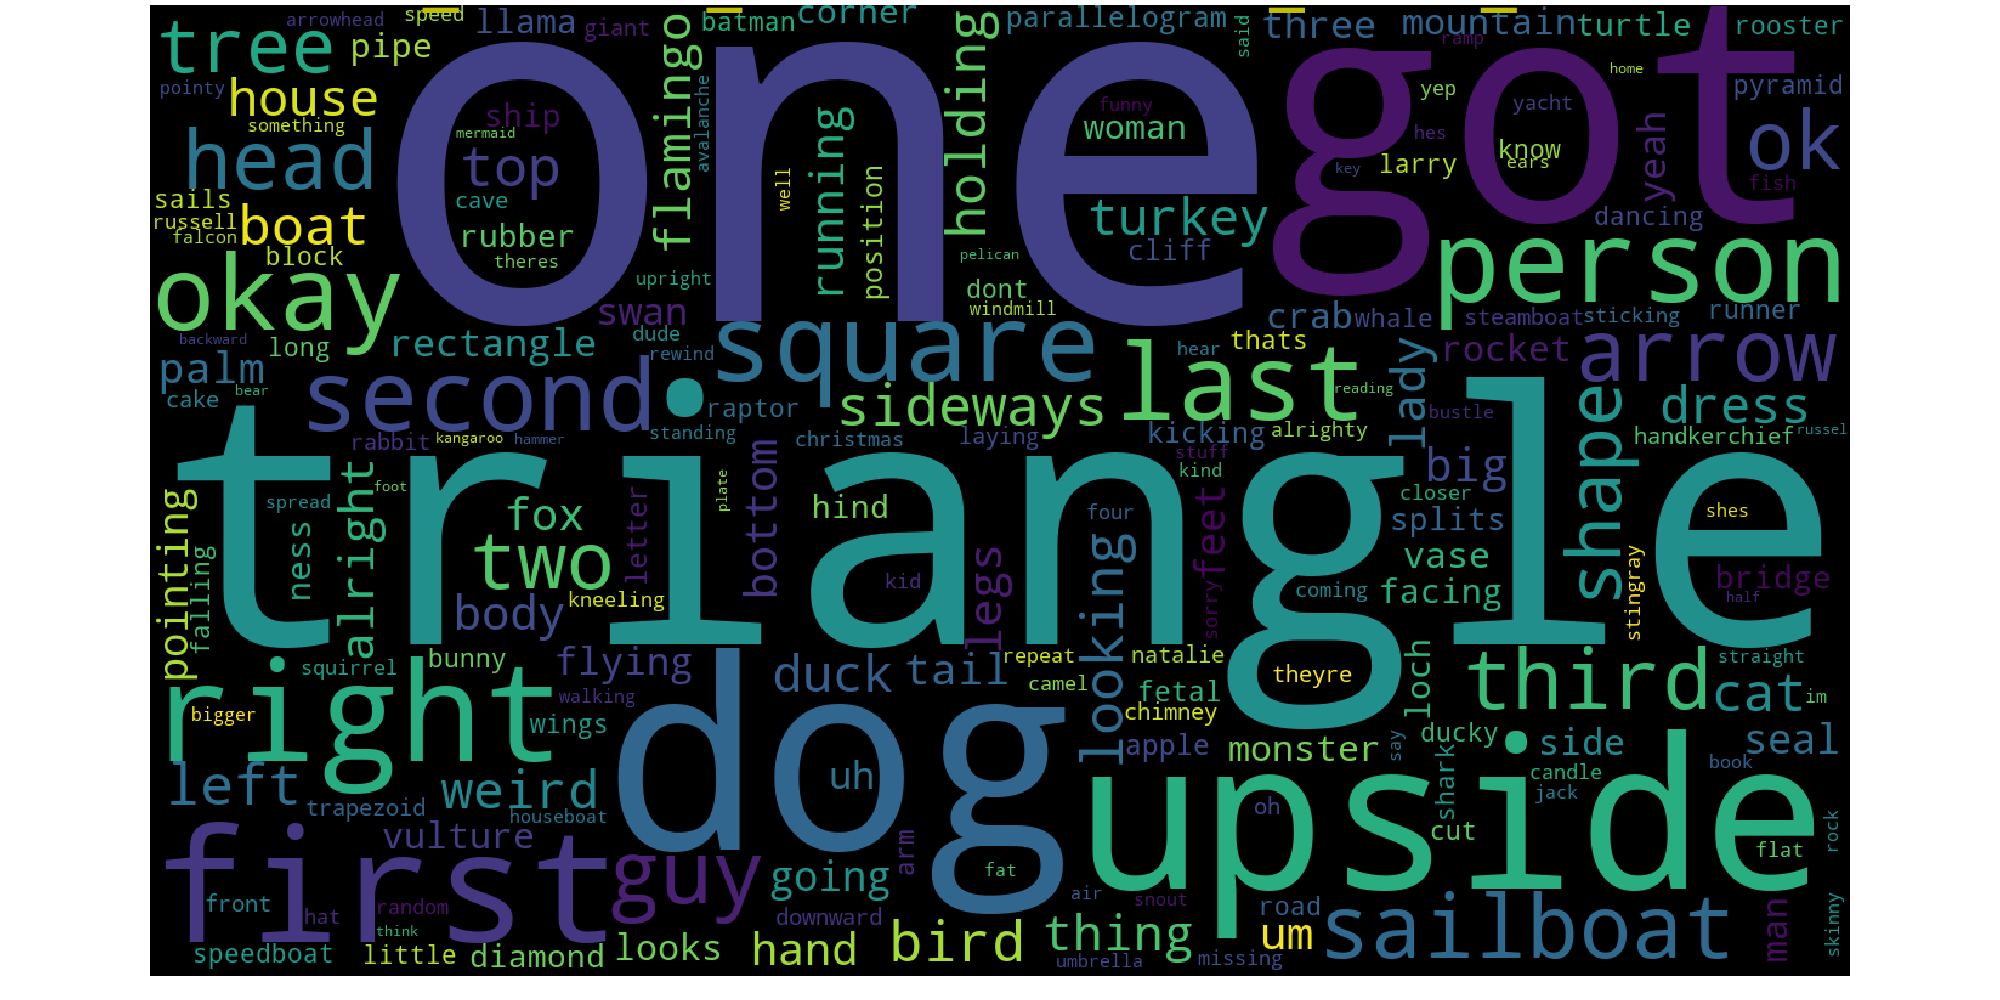 arrowhead speed llama giant batman corner parallelogram said three mountain turtle rooster
tree pipe flamingo holding ramp
one got
pointy house ship avalanche running funny woman yep home yacht pyramid
something mermaid hes know yeah ok
head top well position key larry ears fish
sails cave turkey dancing
russell boat rubber cliff person
falcon block theres upright pelican
okay swan dont windmill crab whale steamboat sticking runner
backward long rectangle dude square hear thats lady rocket arrow
palm rewind last reading shape
cake bear second raptor sideways bustle dress
rabbit kangaroo hammer standing christmas laying kicking alrighty handkerchief russel
stuff
triangle
pointing spread foot alright fox letter plate bottom hind kind big
ness two legs looking four feet closer splits shes
falling body kneeling kid sorry coming vase facing stingray bridge half
squirrel bunny flying duck tail repeat natalie theyre loch third straight
right walking camel fetal cat im
bigger wings dog chimney ducky
left weird uh apple monster say shark side seal
candle book jack
trapezoid houseboat oh upside
first vulture guy going arm fat cut flat rock
front hat random downward air snout road sailboat man skinny
think
speedboat little diamond looks hand bird thing umbrella um missing